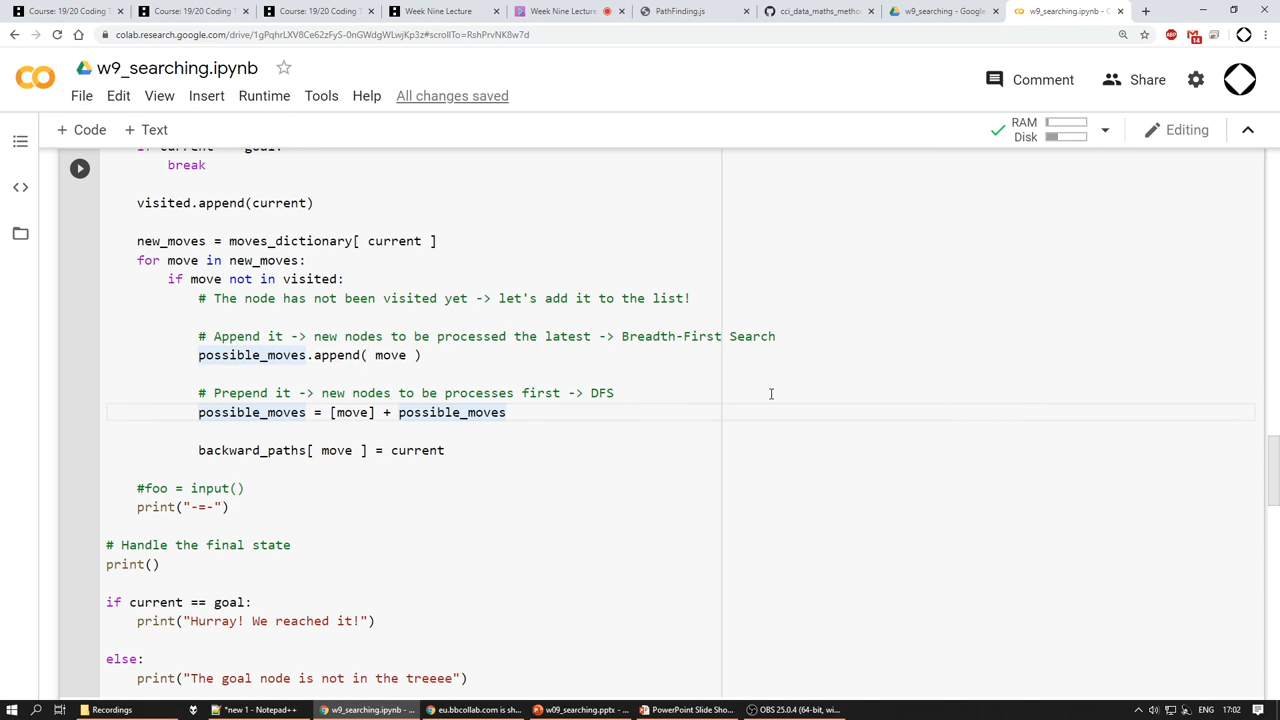 Course: 19/20 Coding T
Course: 19/20 Coding T
Course: 19/20 Coding T
Week Nine Lecture
Week Nine Lecture
PathFinding.js
cci_data_maths_metho
w9_searching - Google
w9_searching.ipynb - C
colab.research.google.com/drive/1gPqhrLXV8Ce62zFyS-0nGWdgWLwjKp3z#scrollTo=RshPrvNK8w7d
ABP
14
w9_searching.ipynb
Comment
Share
File Edit View Insert Runtime Tools Help All changes saved
+ Code + Text
RAM
Disk
Editing
break
visited.append(current)
new_moves = moves_dictionary[ current ]
for move in new_moves:
if move not in visited:
# The node has not been visited yet -> let's add it to the list!
# Append it -> new nodes to be processed the latest -> Breadth-First Search
possible_moves.append( move )
# Prepend it -> new nodes to be processes first -> DFS
possible_moves = [move] + possible_moves
backward_paths[ move ] = current
#foo = input()
print("-=-")
# Handle the final state
print()
if current == goal:
print("Hurray! We reached it!")
else:
print("The goal node is not in the treeee")
Recordings
*new 1 - Notepad++
w9_searching.ipynb - ...
eu.bbcollab.com is sh...
w09_searching.pptx - ...
PowerPoint Slide Sho...
OBS 25.0.4 (64-bit, wi...
ENG
17:02